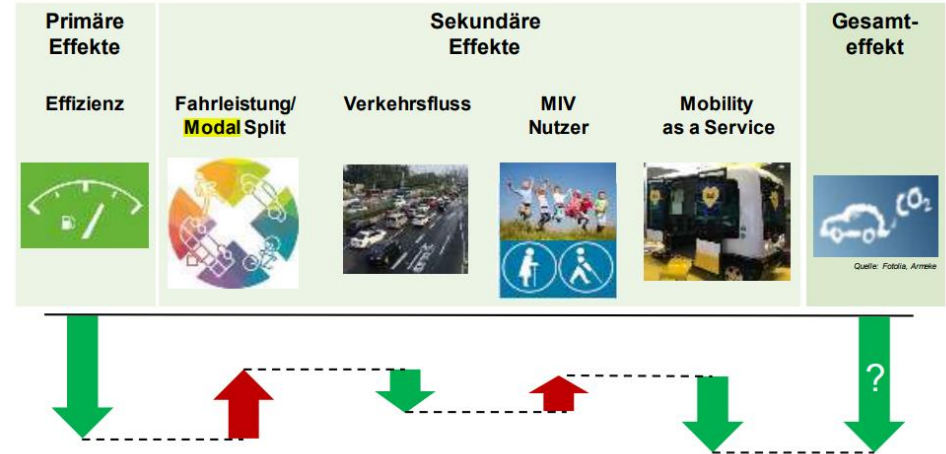 Primäre
Effekte
Sekundäre
Effekte
Gesamt-
effekt
Effizienz
Fahrleistung/
Modal Split
Verkehrsfluss
MIV
Nutzer
Mobility
as a Service
CO₂
Quelle: Fotolia, Armeke
?